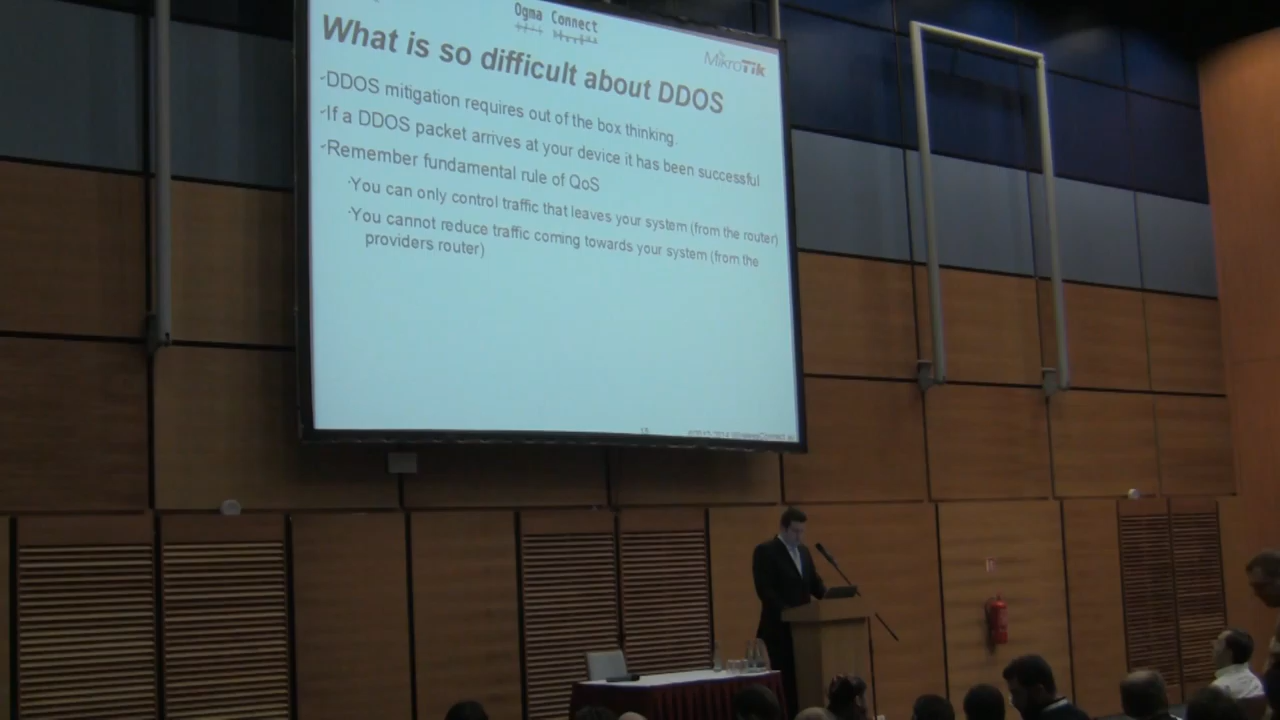 Ogma Connect
MikroTik
What is so difficult about DDOS
-DDOS mitigation requires out of the box thinking.
-If a DDOS packet arrives at your device it has been successful
-Remember fundamental rule of QoS
·You can only control traffic that leaves your system (from the router)
·You cannot reduce traffic coming towards your system (from the
providers router)